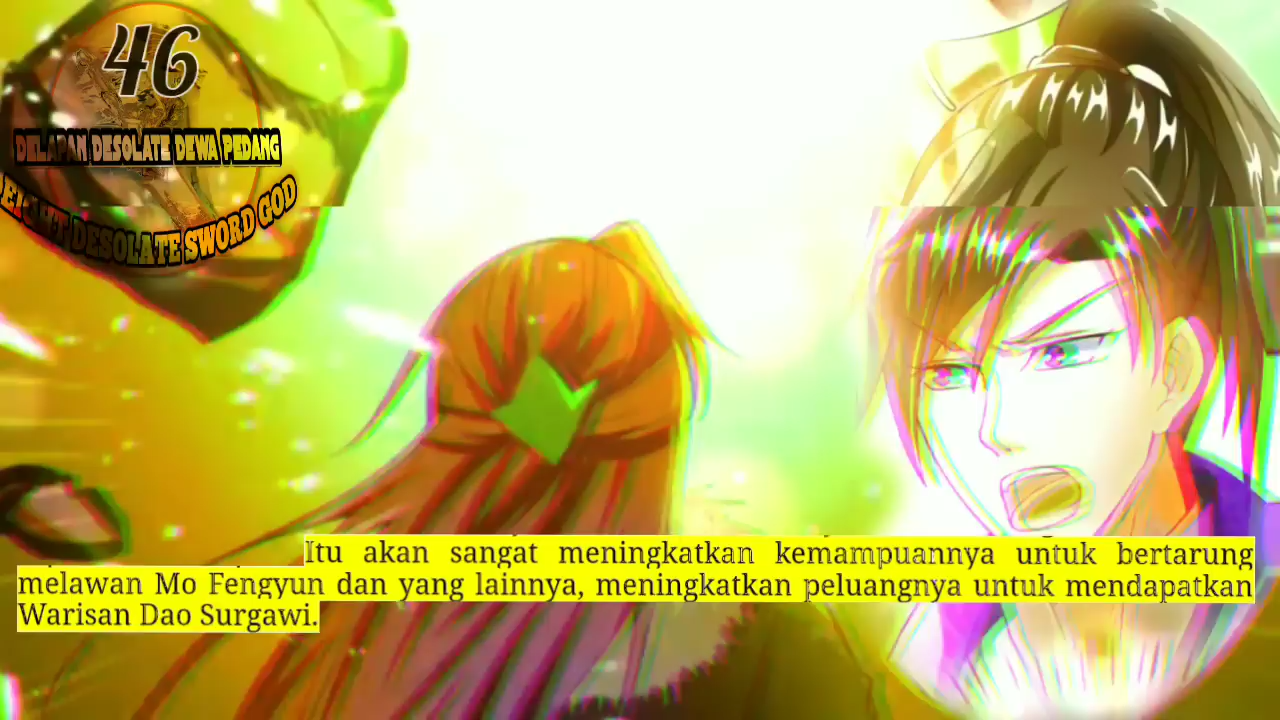 46
DELAPAN DESOLATE DEWA PEDANG
EIGHT DESOLATE SWORD GOD
Itu akan sangat meningkatkan kemampuannya untuk bertarung
melawan Mo Fengyun dan yang lainnya, meningkatkan peluangnya untuk mendapatkan
Warisan Dao Surgawi.